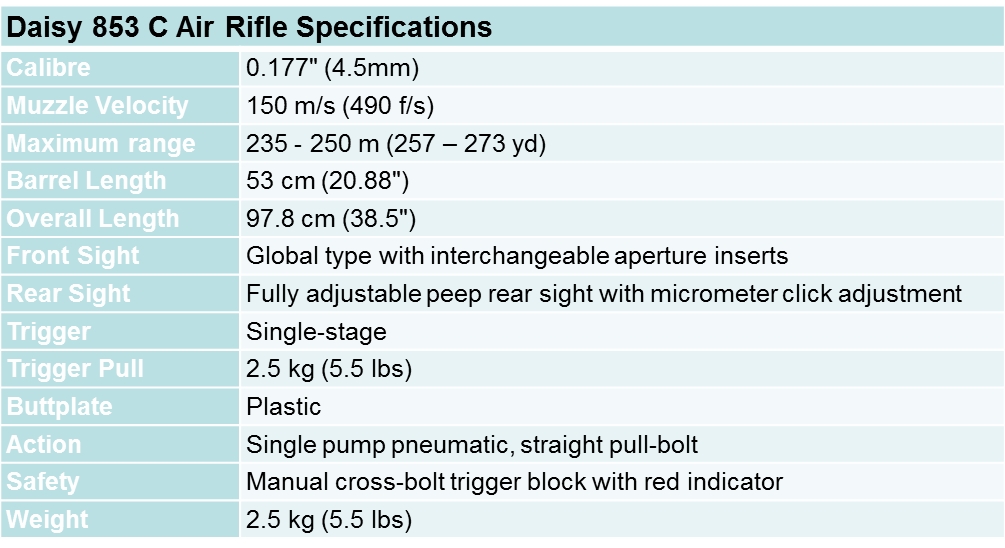 Daisy 853 C Air Rifle Specifications
Calibre 0.177" (4.5mm)
Muzzle Velocity 150 m/s (490 f/s)
Maximum range 235 - 250 m (257 – 273 yd)
Barrel Length 53 cm (20.88")
Overall Length 97.8 cm (38.5")
Front Sight Global type with interchangeable aperture inserts
Rear Sight Fully adjustable peep rear sight with micrometer click adjustment
Trigger Single-stage
Trigger Pull 2.5 kg (5.5 lbs)
Buttplate Plastic
Action Single pump pneumatic, straight pull-bolt
Safety Manual cross-bolt trigger block with red indicator
Weight 2.5 kg (5.5 lbs)